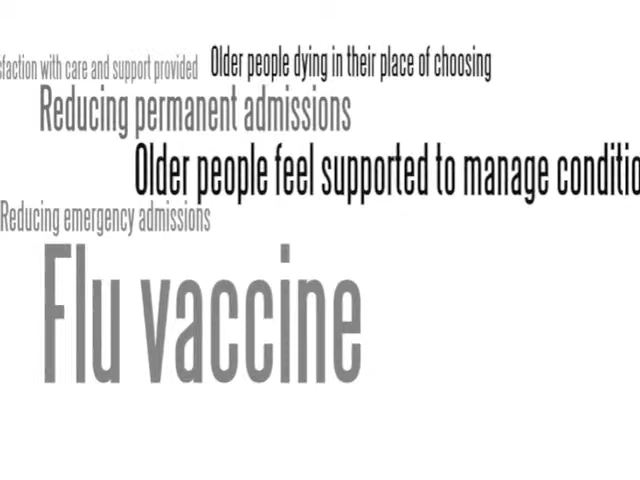 sfaction with care and support provided
Older people dying in their place of choosing
Reducing permanent admissions
Older people feel supported to manage conditio
Reducing emergency admissions
Flu vaccine